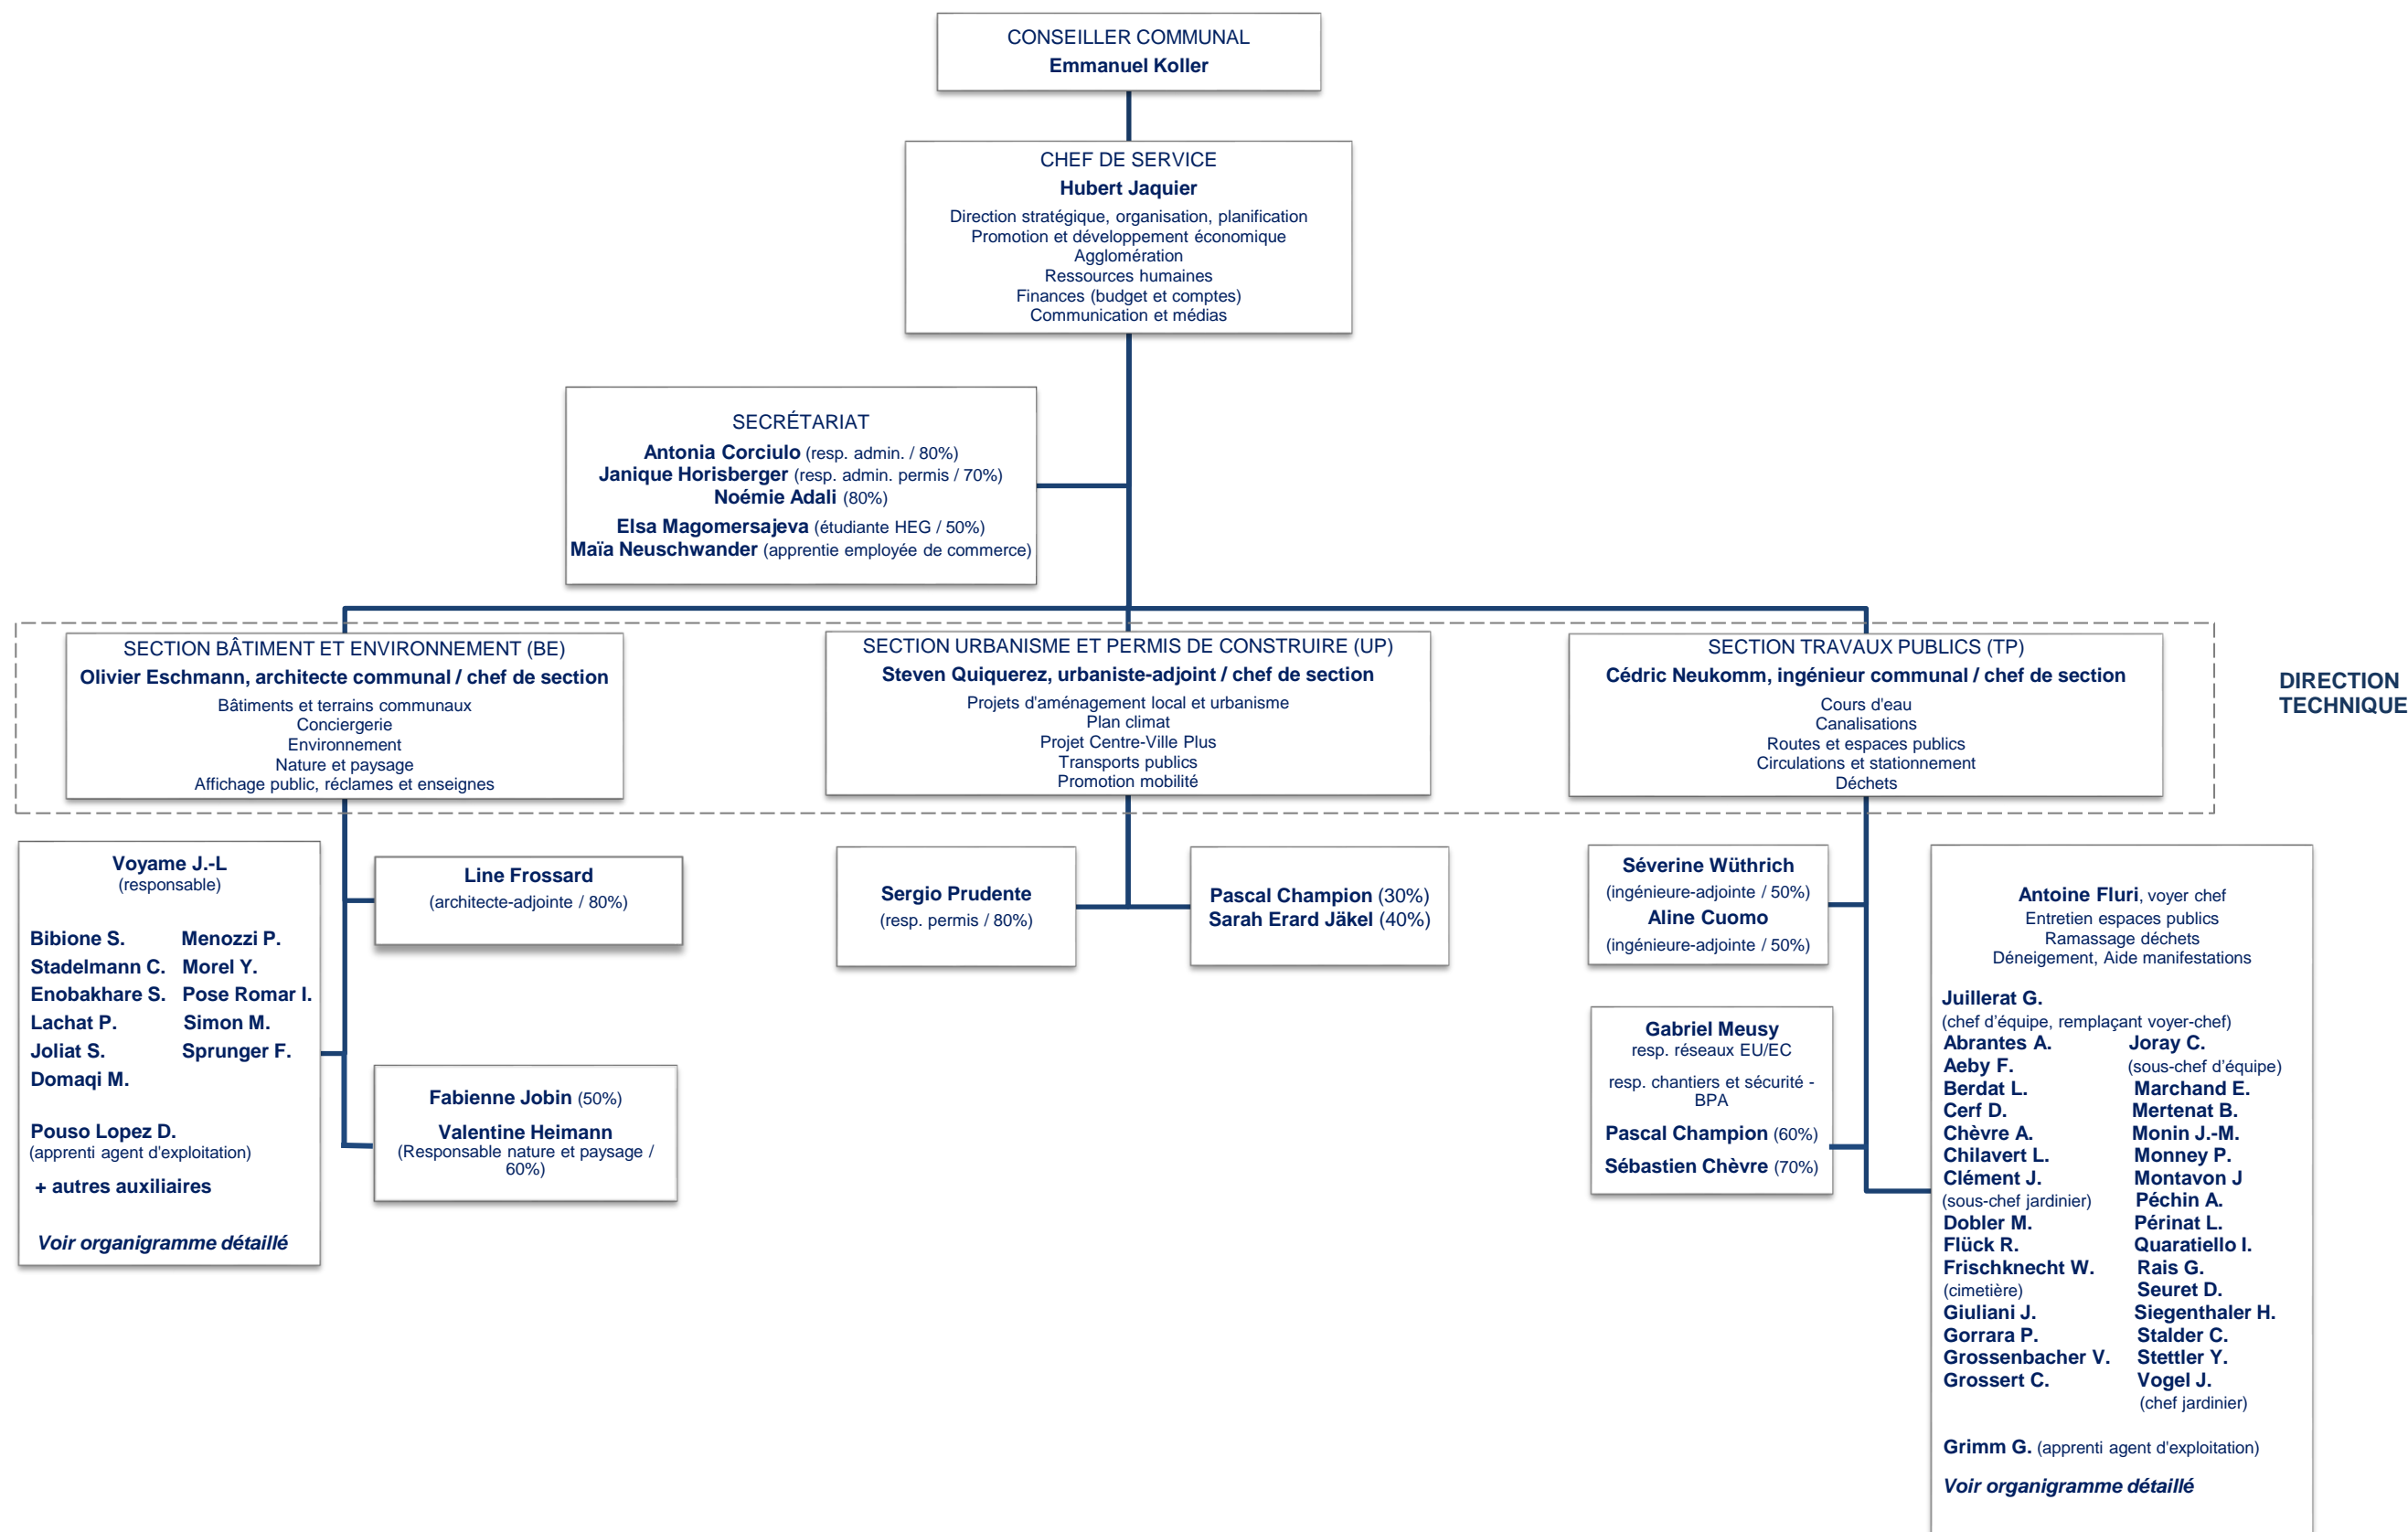 CONSEILLER COMMUNAL
Emmanuel Koller
CHEF DE SERVICE
Hubert Jaquier
Direction stratégique, organisation, planification
Promotion et développement économique
Agglomération
Ressources humaines
Finances (budget et comptes)
Communication et médias
SECRÉTARIAT
Antonia Corciulo (resp. admin. / 80%)
Janique Horisberger (resp. admin. permis / 70%)
Noémie Adali (80%)
Elsa Magomersajeva (étudiante HEG / 50%)
Maïa Neuschwander (apprentie employée de commerce)
SECTION BÂTIMENT ET ENVIRONNEMENT (BE)
Olivier Eschmann, architecte communal / chef de section
Bâtiments et terrains communaux
Conciergerie
Environnement
Nature et paysage
Affichage public, réclames et enseignes
SECTION URBANISME ET PERMIS DE CONSTRUIRE (UP)
Steven Quiquerez, urbaniste-adjoint / chef de section
Projets d'aménagement local et urbanisme
Plan climat
Projet Centre-Ville Plus
Transports publics
Promotion mobilité
SECTION TRAVAUX PUBLICS (TP)
Cédric Neukomm, ingénieur communal / chef de section
Cours d'eau
Canalisations
Routes et espaces publics
Circulations et stationnement
Déchets
DIRECTION
TECHNIQUE
Voyame J.-L
(responsable)
Bibione S. Menozzi P.
Stadelmann C. Morel Y.
Enobakhare S. Pose Romar I.
Lachat P. Simon M.
Joliat S. Sprunger F.
Domaqi M.
Pouso Lopez D.
(apprenti agent d'exploitation)
+ autres auxiliaires
Voir organigramme détaillé
Line Frossard
(architecte-adjointe / 80%)
Fabienne Jobin (50%)
Valentine Heimann
(Responsable nature et paysage /
60%)
Sergio Prudente
(resp. permis / 80%)
Pascal Champion (30%)
Sarah Erard Jäkel (40%)
Séverine Wüthrich
(ingénieure-adjointe / 50%)
Aline Cuomo
(ingénieure-adjointe / 50%)
Gabriel Meusy
resp. réseaux EU/EC
resp. chantiers et sécurité -
BPA
Pascal Champion (60%)
Sébastien Chèvre (70%)
Antoine Fluri, voyer chef
Entretien espaces publics
Ramassage déchets
Déneigement, Aide manifestations
Juillerat G.
(chef d'équipe, remplaçant voyer-chef)
Abrantes A. Joray C.
Aeby F. (sous-chef d'équipe)
Berdat L. Marchand E.
Cerf D. Mertenat B.
Chèvre A. Monin J.-M.
Chilavert L. Monney P.
Clément J. Montavon J
(sous-chef jardinier) Péchin A.
Dobler M. Périnat L.
Flück R. Quaratiello I.
Frischknecht W. Rais G.
(cimetière) Seuret D.
Giuliani J. Siegenthaler H.
Gorrara P. Stalder C.
Grossenbacher V. Stettler Y.
Grossert C. Vogel J.
(chef jardinier)
Grimm G. (apprenti agent d'exploitation)
Voir organigramme détaillé